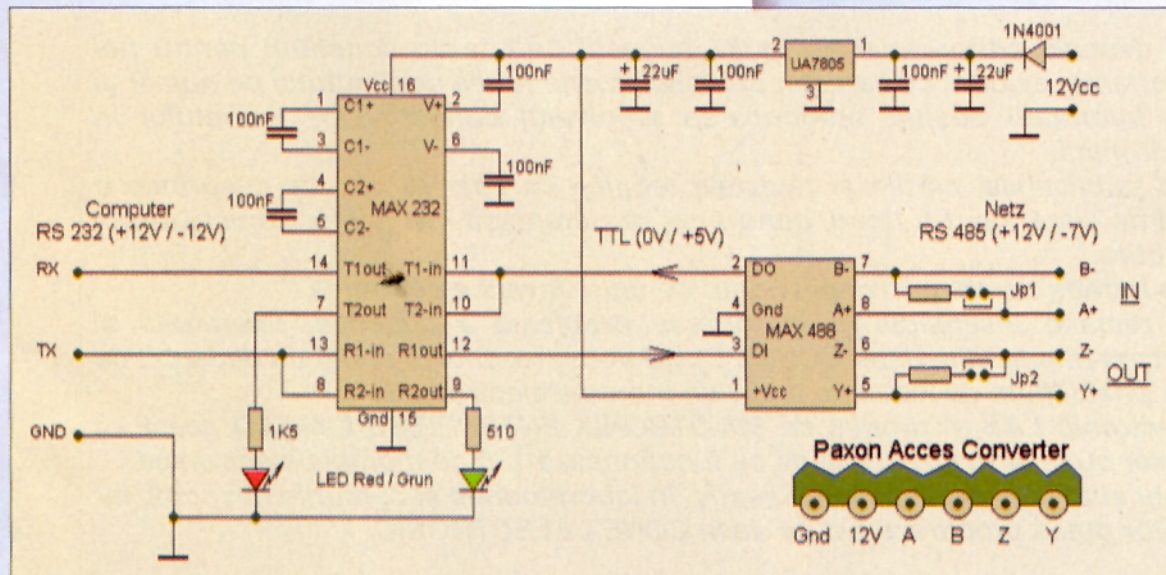 1N4001
2
UA7805
1
3
100nF
22uF
100nF
100nF
22uF
12Vcc
Vcc
16
1
C1+
V+
2
100nF
3
C1-
V-
6
4
C2+
100nF
100nF
MAX 232
5
C2-
Computer
RS 232 (+12V / -12V)
TTL (0V / +5V)
Netz
RS 485 (+12V / -7V)
RX
14
T1out
T1-in
11
2
DO
B-
7
B-
Jp1
IN
7
T2out
T2-in
10
4
Gnd
A+
8
A+
MAX 488
TX
13
R1-in
R1out
12
3
DI
Z-
6
Z-
Jp2
OUT
8
R2-in
R2out
9
1
+Vcc
Y+
5
Y+
Gnd
15
GND
1K5
510
LED Red / Grun
Paxon Acces Converter
Gnd 12V A B Z Y